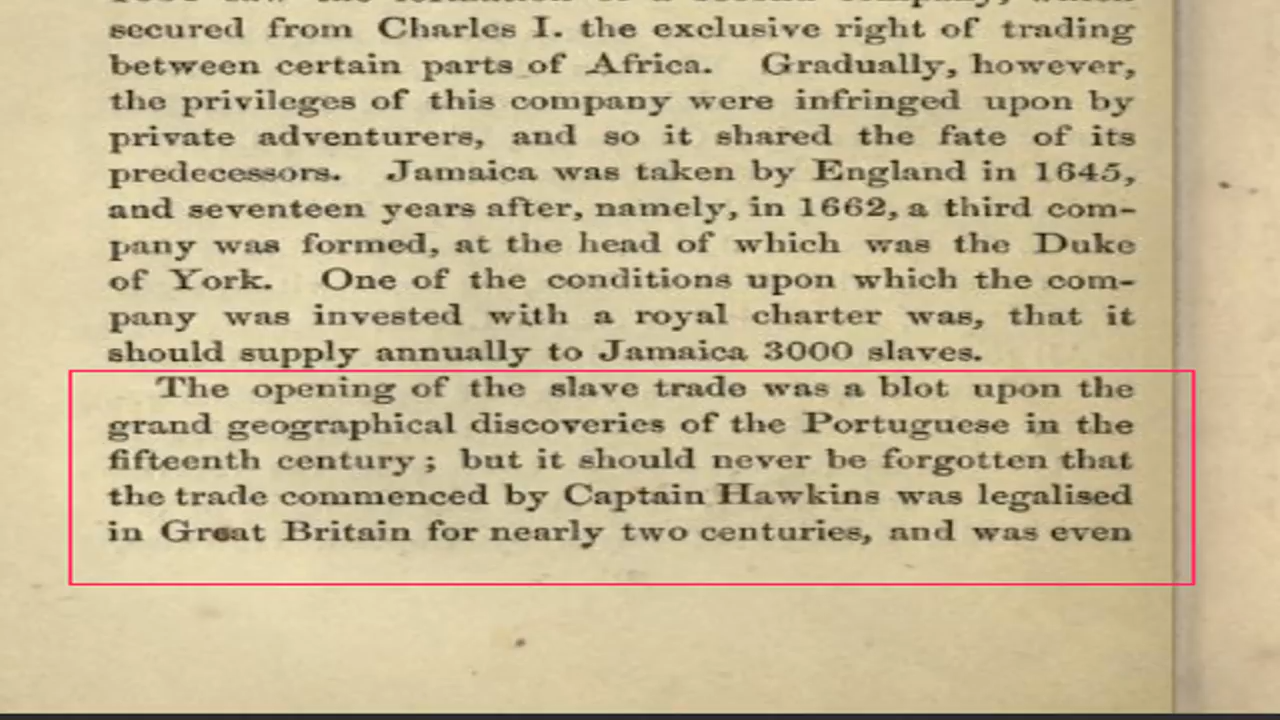 secured from Charles I. the exclusive right of trading
between certain parts of Africa. Gradually, however,
the privileges of this company were infringed upon by
private adventurers, and so it shared the fate of its
predecessors. Jamaica was taken by England in 1645,
and seventeen years after, namely, in 1662, a third com-
pany was formed, at the head of which was the Duke
of York. One of the conditions upon which the com-
pany was invested with a royal charter was, that it
should supply annually to Jamaica 3000 slaves.
The opening of the slave trade was a blot upon the
grand geographical discoveries of the Portuguese in the
fifteenth century; but it should never be forgotten that
the trade commenced by Captain Hawkins was legalised
in Great Britain for nearly two centuries, and was even